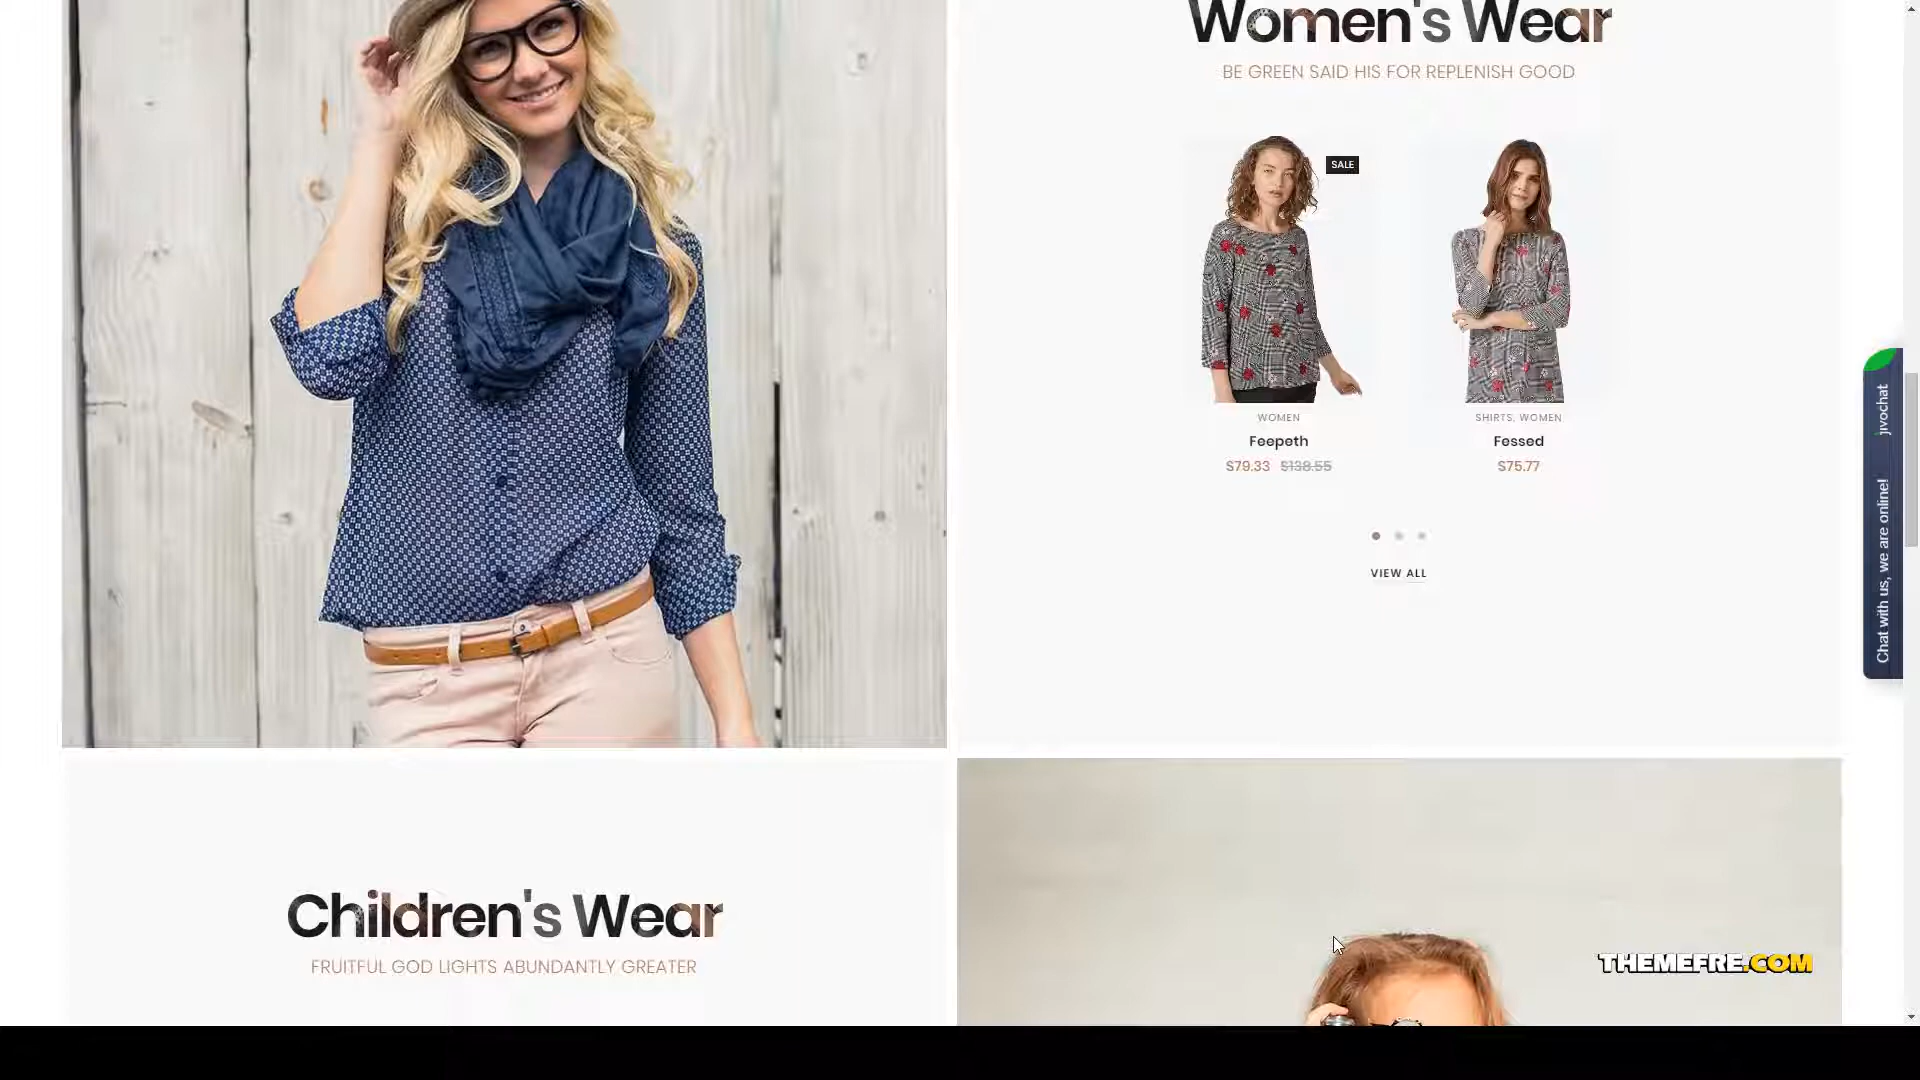 Women's Wear
BE GREEN SAID HIS FOR REPLENISH GOOD
SALE
WOMEN
Feepeth
$79.33 $138.55
SHIRTS, WOMEN
Fessed
$75.77
VIEW ALL
jivochat
Chat with us, we are online!
Children's Wear
FRUITFUL GOD LIGHTS ABUNDANTLY GREATER
THEMEFRE.COM